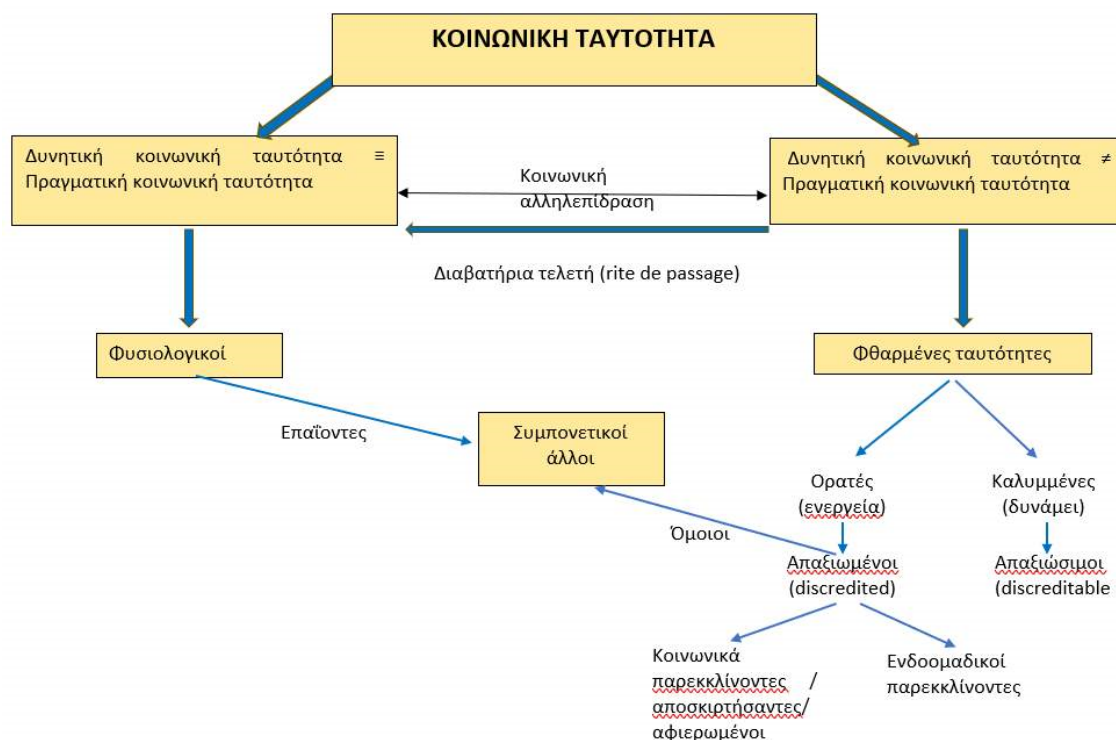 ΚΟΙΝΩΝΙΚΗ ΤΑΥΤΟΤΗΤΑ
Δυνητική κοινωνική ταυτότητα ≡
Πραγματική κοινωνική ταυτότητα
Κοινωνική
αλληλεπίδραση
Δυνητική κοινωνική ταυτότητα ≠
Πραγματική κοινωνική ταυτότητα
Διαβατήρια τελετή (rite de passage)
Φυσιολογικοί
Φθαρμένες ταυτότητες
Επαΐοντες
Συμπονετικοί
άλλοι
Ορατές
(ενεργεία)
Καλυμμένες
(δυνάμει)
Όμοιοι
Απαξιωμένοι
(discredited)
Απαξιώσιμοι
(discreditable
Κοινωνικά
παρεκκλίνοντες /
αποσκιρτήσαντες/
αφιερωμένοι
Ενδοομαδικοί
παρεκκλίνοντες